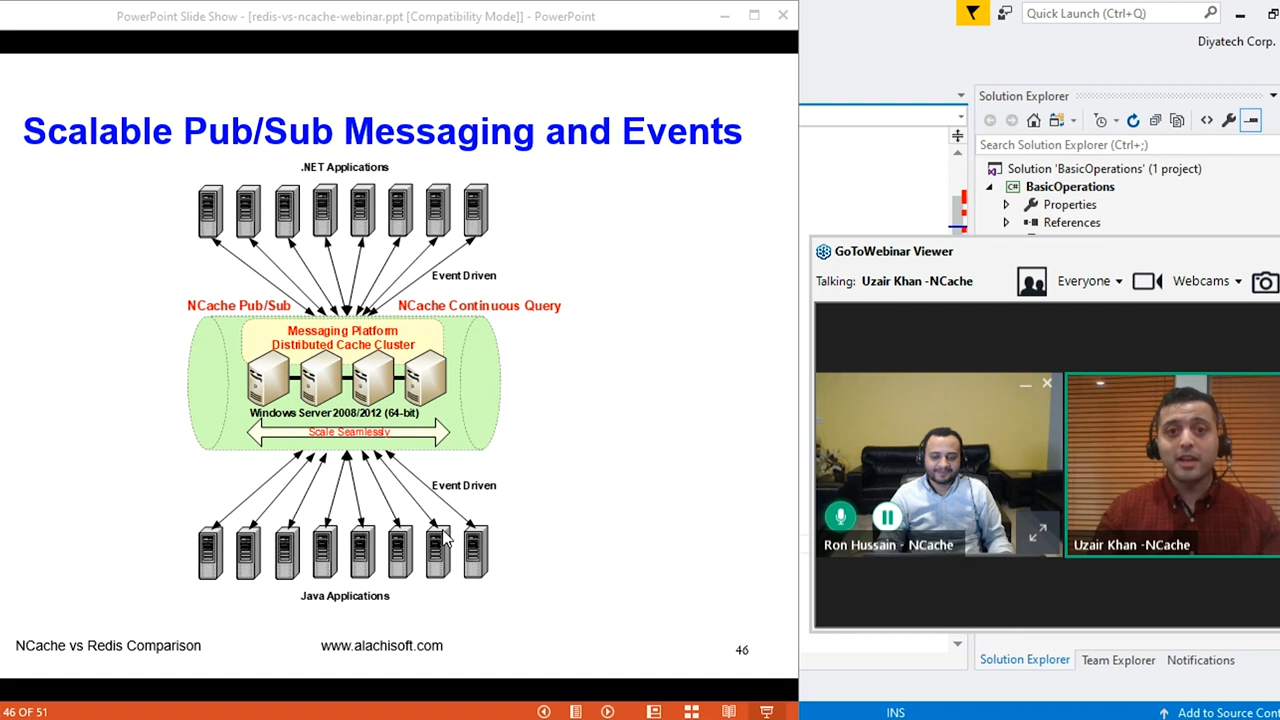 PowerPoint Slide Show - [redis-vs-ncache-webinar.ppt [Compatibility Mode]] - PowerPoint
Scalable Pub/Sub Messaging and Events
.NET Applications
Event Driven
NCache Pub/Sub
NCache Continuous Query
Messaging Platform
Distributed Cache Cluster
Windows Server 2008/2012 (64-bit)
Scale Seamlessly
Event Driven
Java Applications
NCache vs Redis Comparison
www.alachisoft.com
46
46 OF 51
Quick Launch (Ctrl+Q)
Diyatech Corp.
Solution Explorer
Search Solution Explorer (Ctrl+;)
Solution 'BasicOperations' (1 project)
C# BasicOperations
Properties
References
GoToWebinar Viewer
Talking: Uzair Khan -NCache
Everyone
Webcams
Ron Hussain - NCache
Uzair Khan -NCache
Solution Explorer
Team Explorer
Notifications
INS
Add to Source Cont